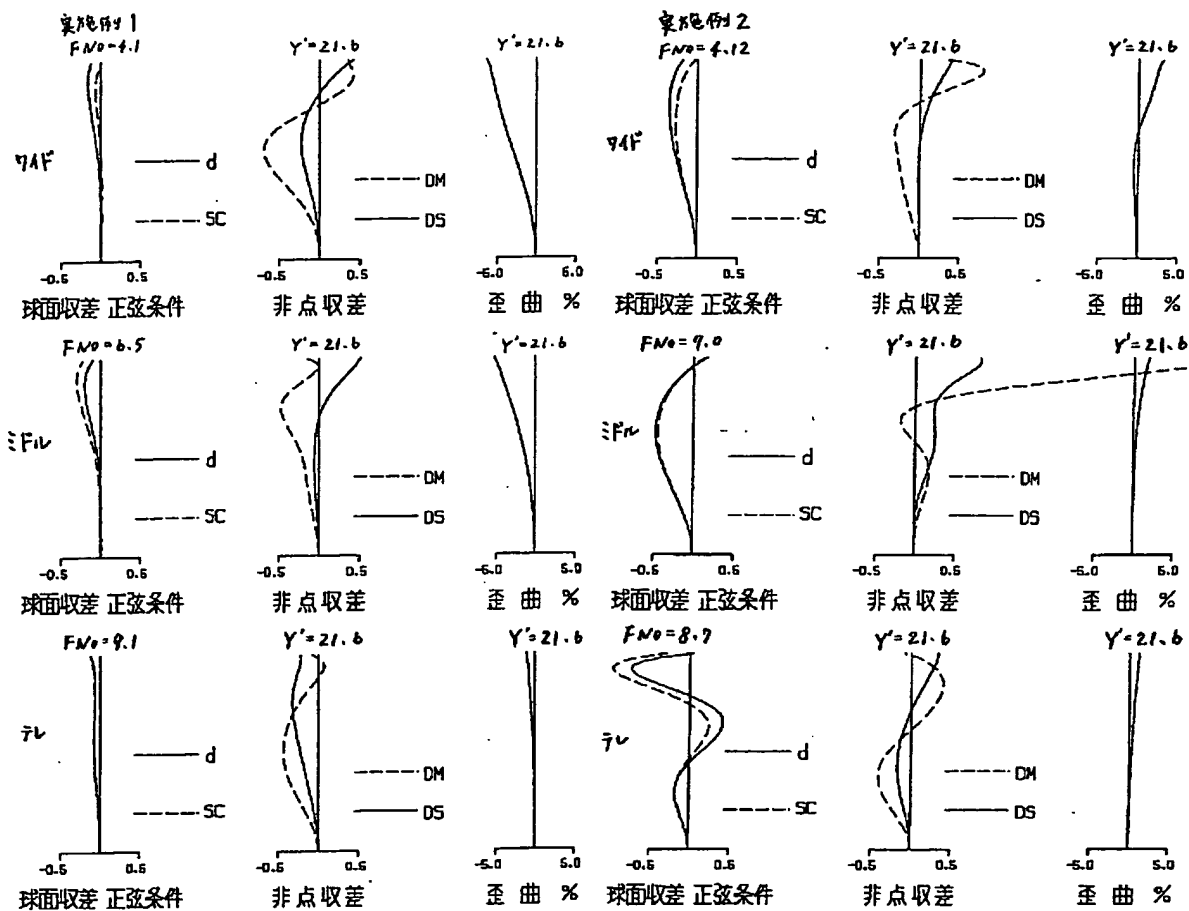 実施例1
実施例2
FNO=4.1
Y'=21.6
Y'=21.6
FNO=4.12
Y'=21.6
Y'=21.6
ワイド
d
SC
DM
DS
ワイド
d
SC
DM
DS
-0.5 0.5
-0.5 0.5
-5.0 5.0
-0.5 0.5
-0.5 0.5
-5.0 5.0
球面収差 正弦条件
非点収差
歪 曲 %
球面収差 正弦条件
非点収差
歪 曲 %
FNO=6.5
Y'=21.6
Y'=21.6
FNO=7.0
Y'=21.6
Y'=21.6
ミドル
d
SC
DM
DS
ミドル
d
SC
DM
DS
-0.5 0.5
-0.5 0.5
-5.0 5.0
-0.5 0.5
-0.5 0.5
-5.0 5.0
球面収差 正弦条件
非点収差
歪 曲 %
球面収差 正弦条件
非点収差
歪 曲 %
FNO=9.1
Y'=21.6
Y'=21.6
FNO=8.7
Y'=21.6
Y'=21.6
テレ
d
SC
DM
DS
テレ
d
SC
DM
DS
-0.5 0.5
-0.5 0.5
-5.0 5.0
-0.5 0.5
-0.5 0.5
-5.0 5.0
球面収差 正弦条件
非点収差
歪 曲 %
球面収差 正弦条件
非点収差
歪 曲 %